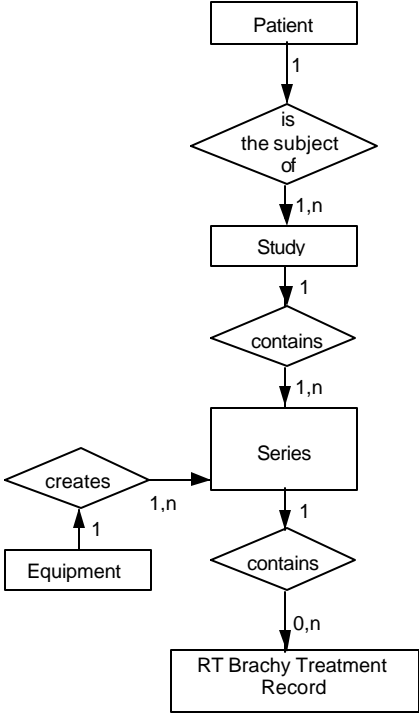 Patient
1
is
the subject
of
1,n
Study
1
contains
1,n
Series
creates
1,n
1
Equipment
1
contains
0,n
RT Brachy Treatment
Record